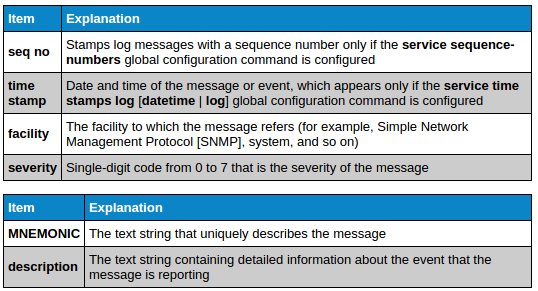 Item Explanation
seq no Stamps log messages with a sequence number only if the service sequence-
numbers global configuration command is configured
time Date and time of the message or event, which appears only if the service time
stamp stamps log [datetime | log] global configuration command is configured
facility The facility to which the message refers (for example, Simple Network
Management Protocol [SNMP], system, and so on)
severity Single-digit code from 0 to 7 that is the severity of the message
Item Explanation
MNEMONIC The text string that uniquely describes the message
description The text string containing detailed information about the event that the
message is reporting